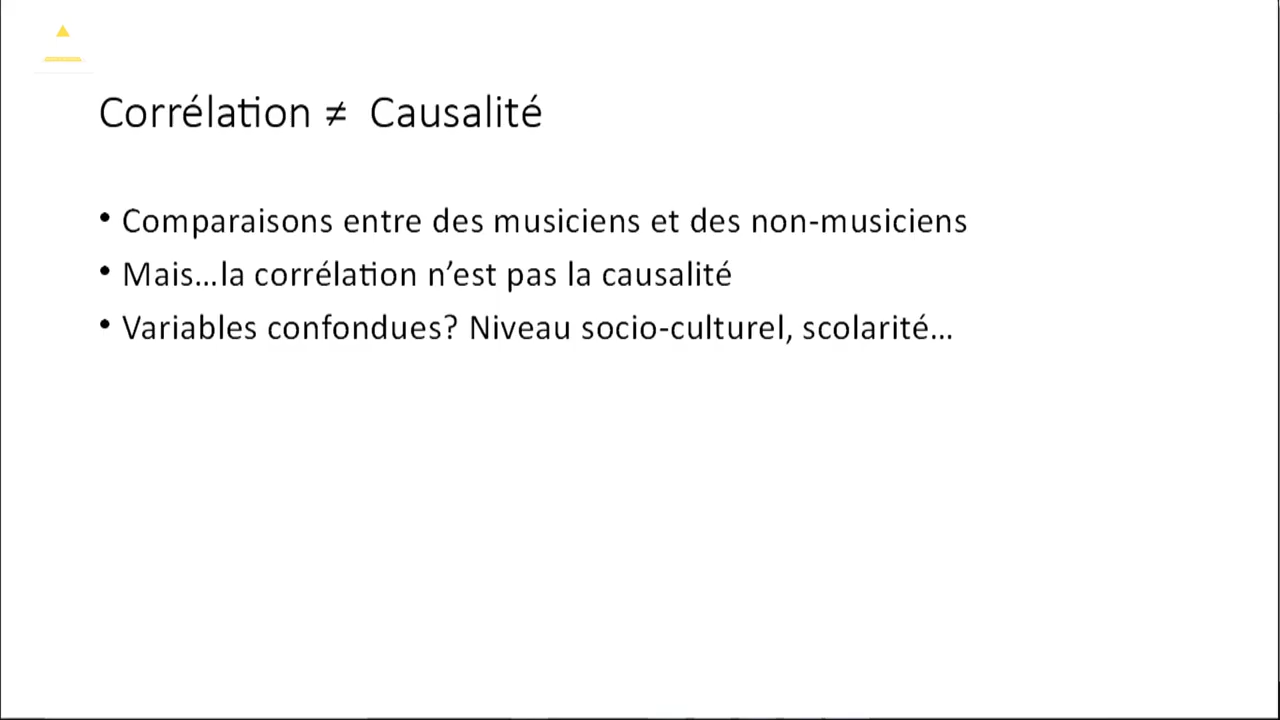 Corrélation ≠ Causalité
• Comparaisons entre des musiciens et des non-musiciens
• Mais...la corrélation n’est pas la causalité
• Variables confondues? Niveau socio-culturel, scolarité...